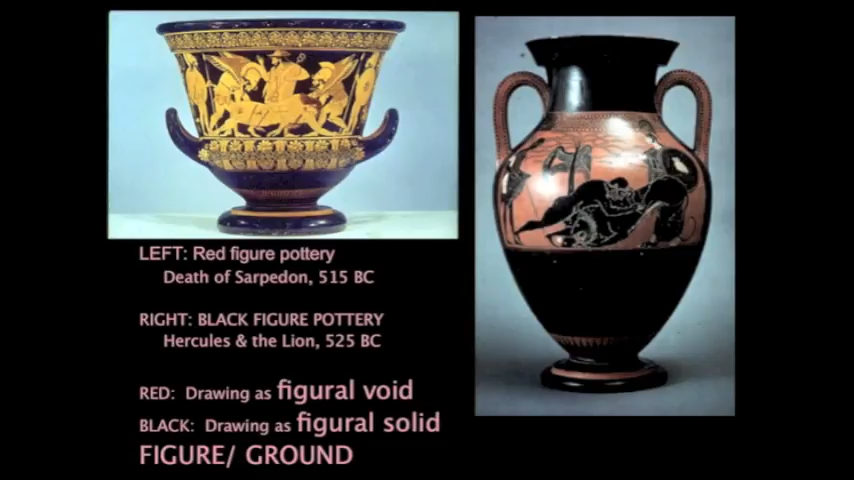 LEFT: Red figure pottery
Death of Sarpedon, 515 BC
RIGHT: BLACK FIGURE POTTERY
Hercules & the Lion, 525 BC
RED: Drawing as figural void
BLACK: Drawing as figural solid
FIGURE/ GROUND